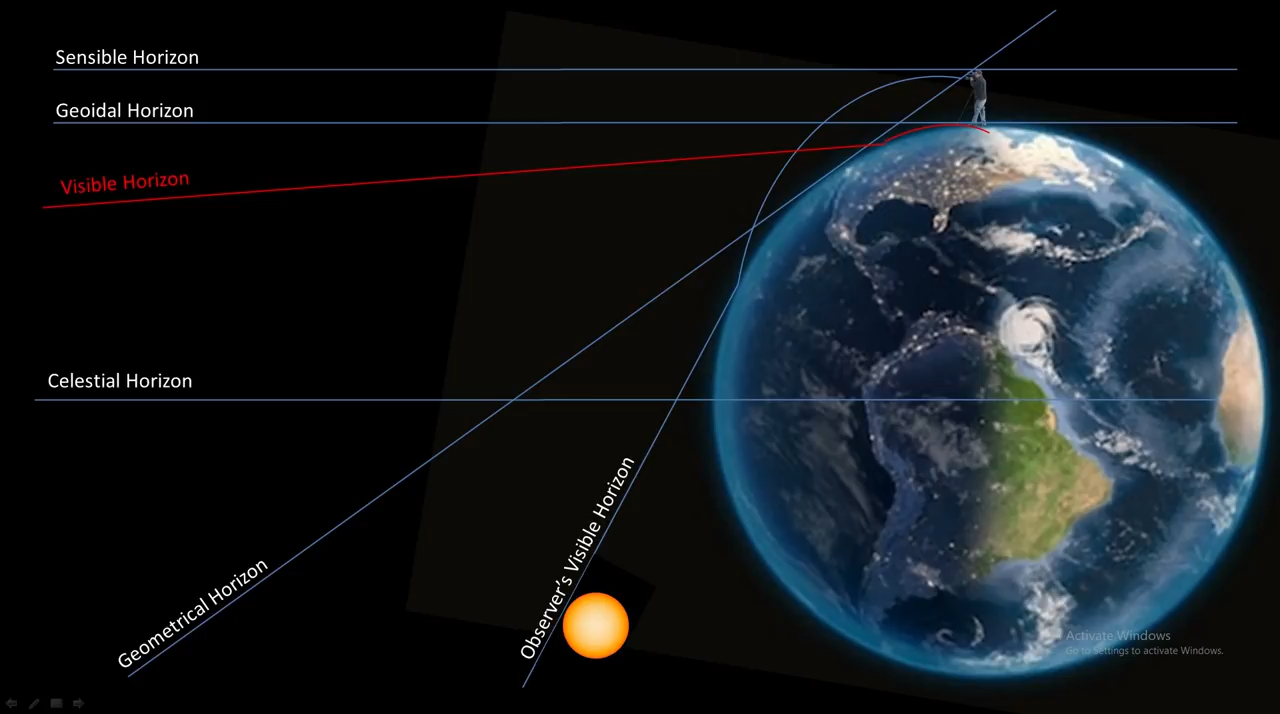 Sensible Horizon
Geoidal Horizon
Visible Horizon
Celestial Horizon
Geometrical Horizon
Observer's Visible Horizon
Activate Windows
Go to Settings to activate Windows.